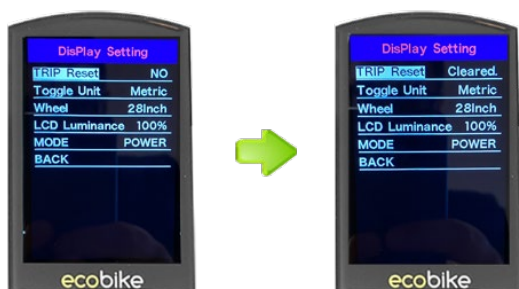 DisPlay Setting
TRIP Reset NO
Toggle Unit Metric
Wheel 28Inch
LCD Luminance 100%
MODE POWER
BACK
ecobike
DisPlay Setting
TRIP Reset Cleared.
Toggle Unit Metric
Wheel 28Inch
LCD Luminance 100%
MODE POWER
BACK
ecobike